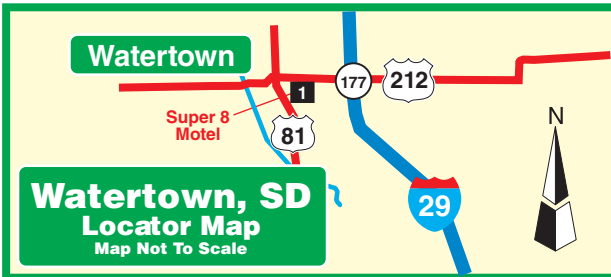 Watertown
177
212
1
Super 8
Motel
81
N
29
Watertown, SD
Locator Map
Map Not To Scale